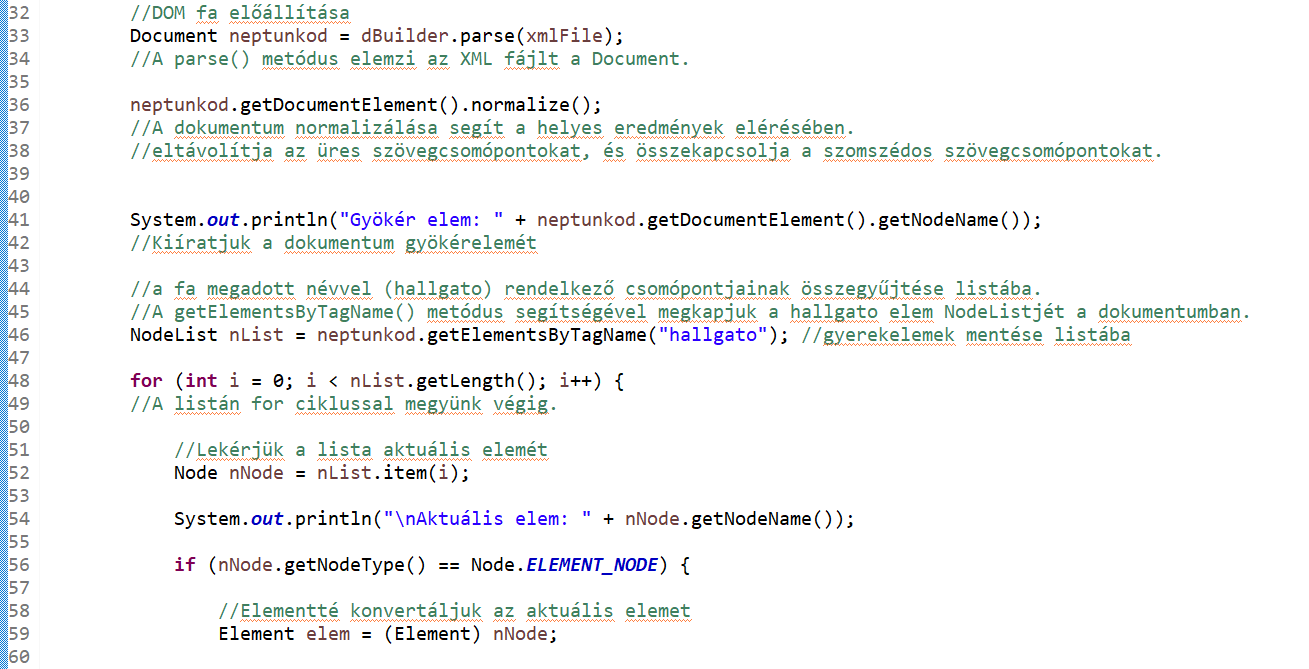 32 //DOM fa előállítása
33 Document neptunkod = dBuilder.parse(xmlFile);
34 //A parse() metódus elemzi az XML fájlt a Document.
35
36 neptunkod.getDocumentElement().normalize();
37 //A dokumentum normalizálása segít a helyes eredmények elérésében.
38 //eltávolítja az üres szövegcsomópontokat, és összekapcsolja a szomszédos szövegcsomópontokat.
39
40
41 System.out.println("Gyökér elem: " + neptunkod.getDocumentElement().getNodeName());
42 //Kiíratjuk a dokumentum gyökérelemét
43
44 //a fa megadott névvel (hallgato) rendelkező csomópontjainak összegyűjtése listába.
45 //A getElementsByTagName() metódus segítségével megkapjuk a hallgato elem NodeListjét a dokumentumban.
46 NodeList nList = neptunkod.getElementsByTagName("hallgato"); //gyerekelemek mentése listába
47
48 for (int i = 0; i < nList.getLength(); i++) {
49 //A listán for ciklussal megyünk végig.
50
51 //Lekérjük a lista aktuális elemét
52 Node nNode = nList.item(i);
53
54 System.out.println("\nAktuális elem: " + nNode.getNodeName());
55
56 if (nNode.getNodeType() == Node.ELEMENT_NODE) {
57
58 //Elementté konvertáljuk az aktuális elemet
59 Element elem = (Element) nNode;
60